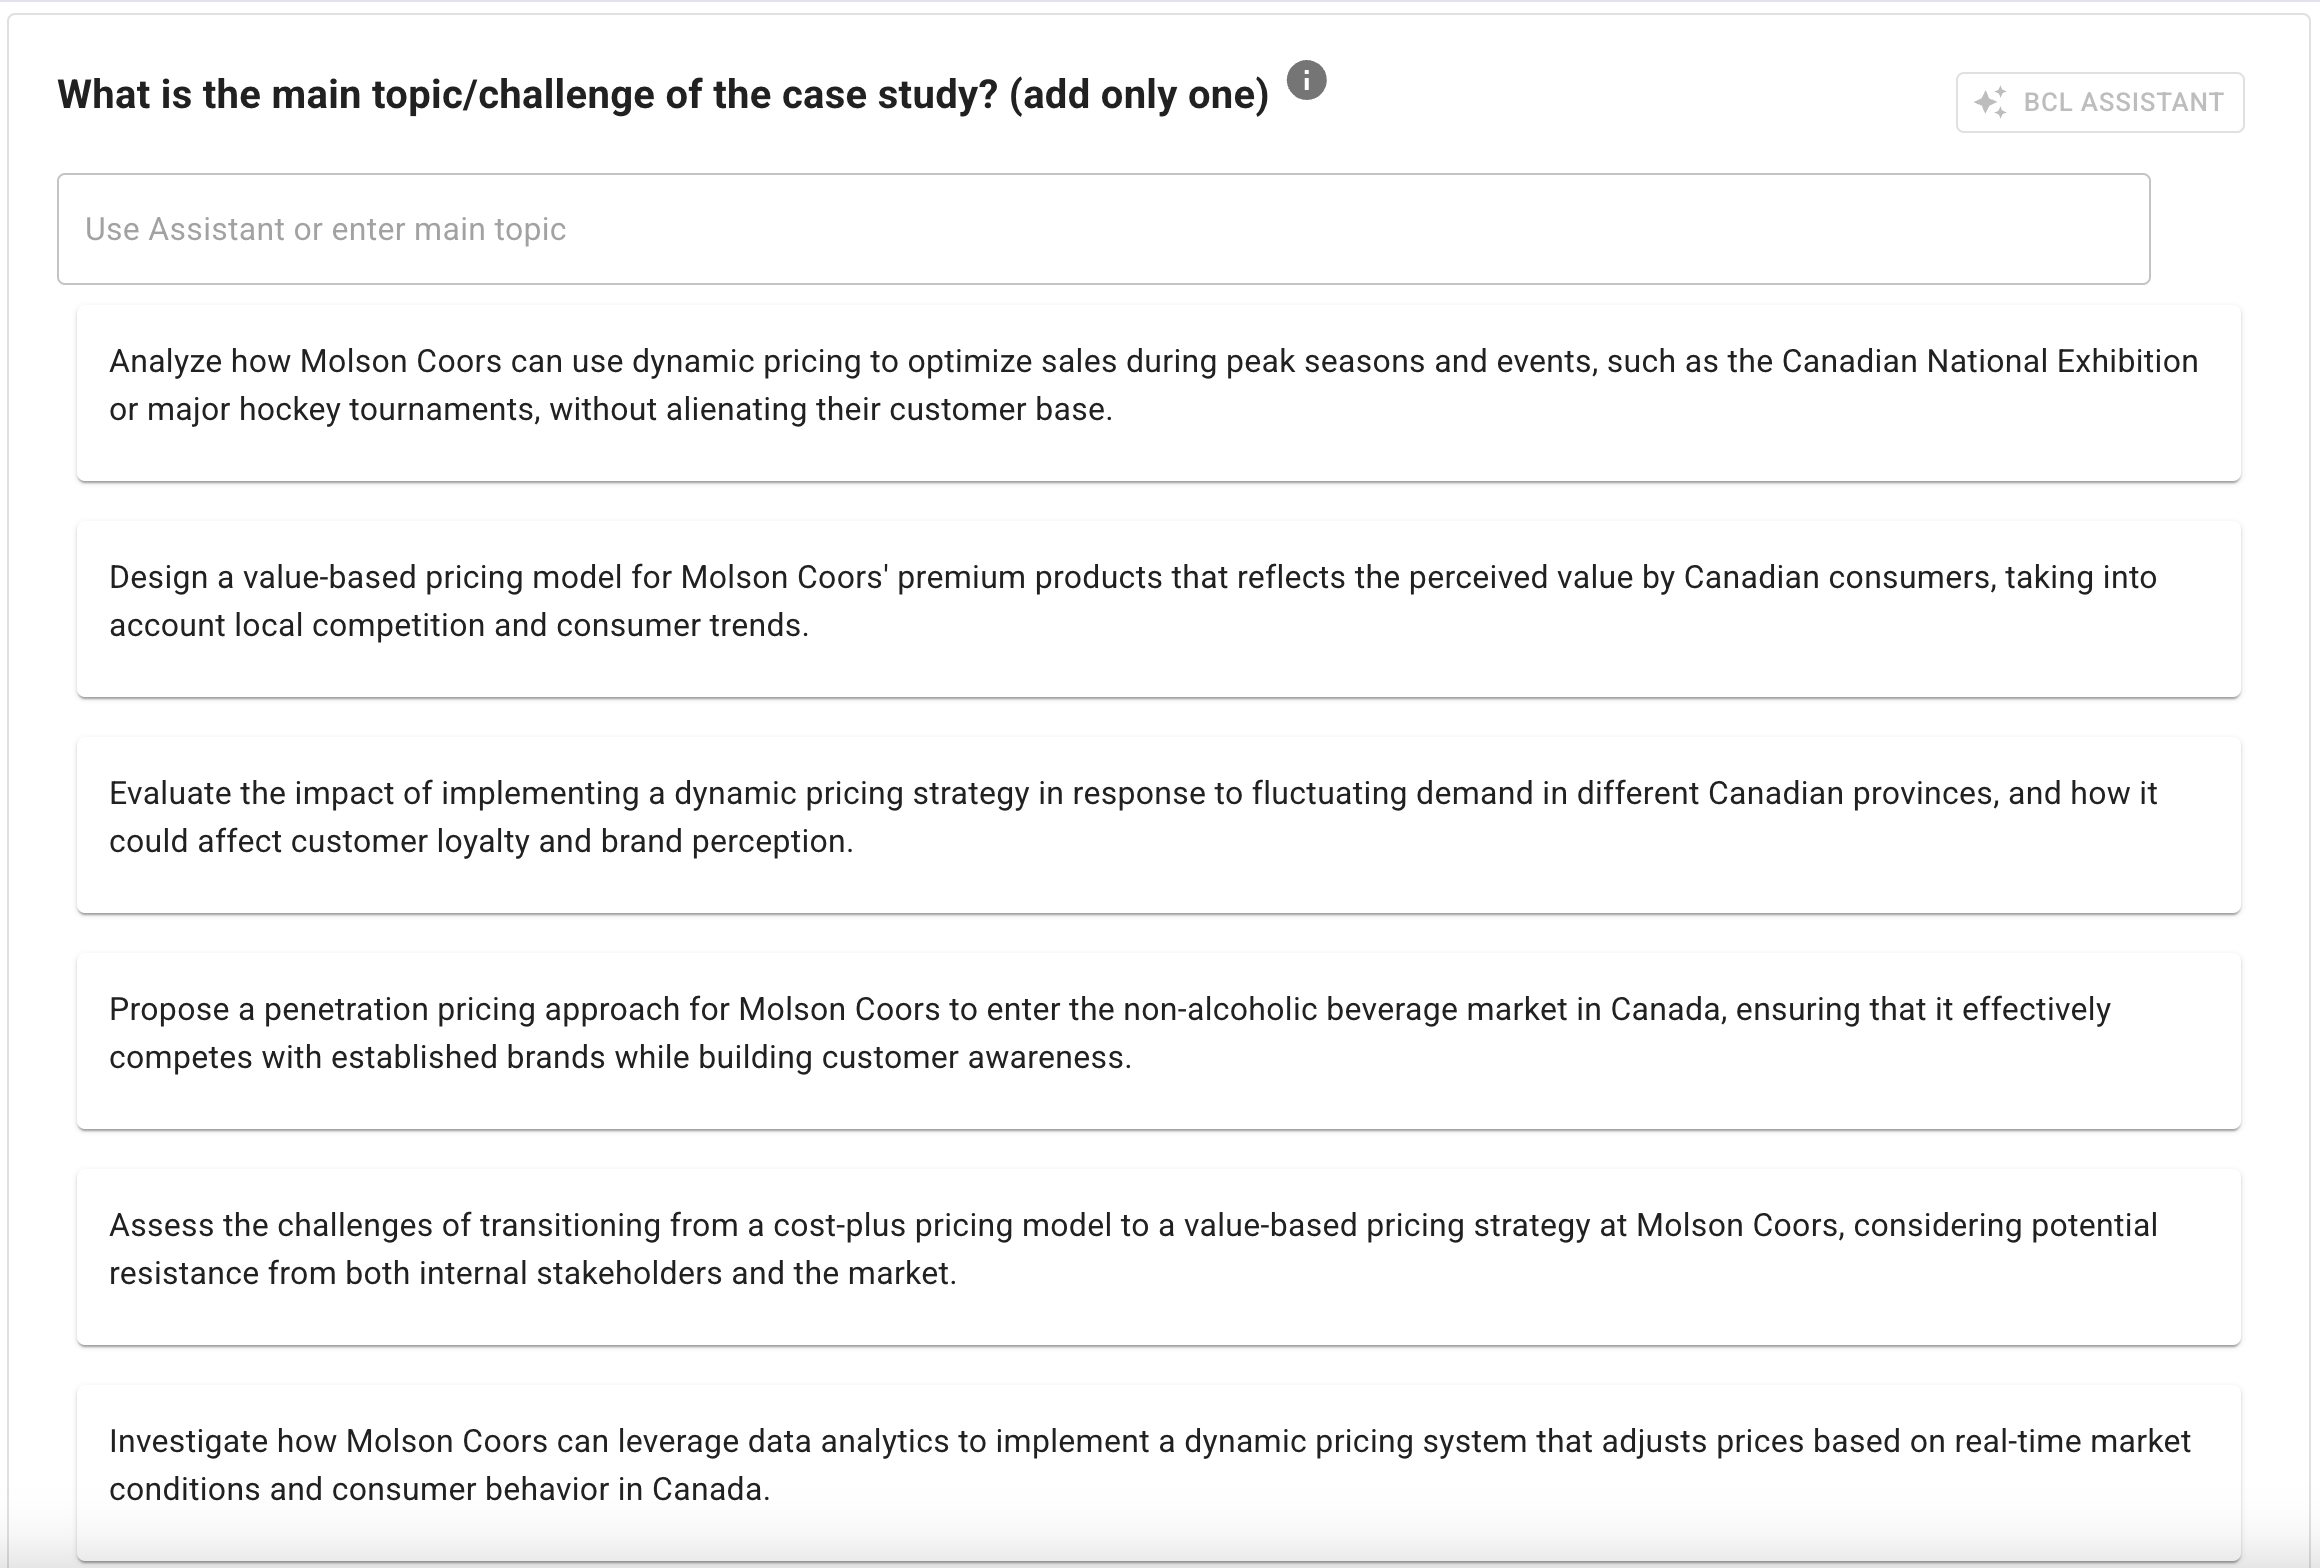 What is the main topic/challenge of the case study? (add only one)
BCL ASSISTANT
Use Assistant or enter main topic
Analyze how Molson Coors can use dynamic pricing to optimize sales during peak seasons and events, such as the Canadian National Exhibition
or major hockey tournaments, without alienating their customer base.
Design a value-based pricing model for Molson Coors' premium products that reflects the perceived value by Canadian consumers, taking into
account local competition and consumer trends.
Evaluate the impact of implementing a dynamic pricing strategy in response to fluctuating demand in different Canadian provinces, and how it
could affect customer loyalty and brand perception.
Propose a penetration pricing approach for Molson Coors to enter the non-alcoholic beverage market in Canada, ensuring that it effectively
competes with established brands while building customer awareness.
Assess the challenges of transitioning from a cost-plus pricing model to a value-based pricing strategy at Molson Coors, considering potential
resistance from both internal stakeholders and the market.
Investigate how Molson Coors can leverage data analytics to implement a dynamic pricing system that adjusts prices based on real-time market
conditions and consumer behavior in Canada.